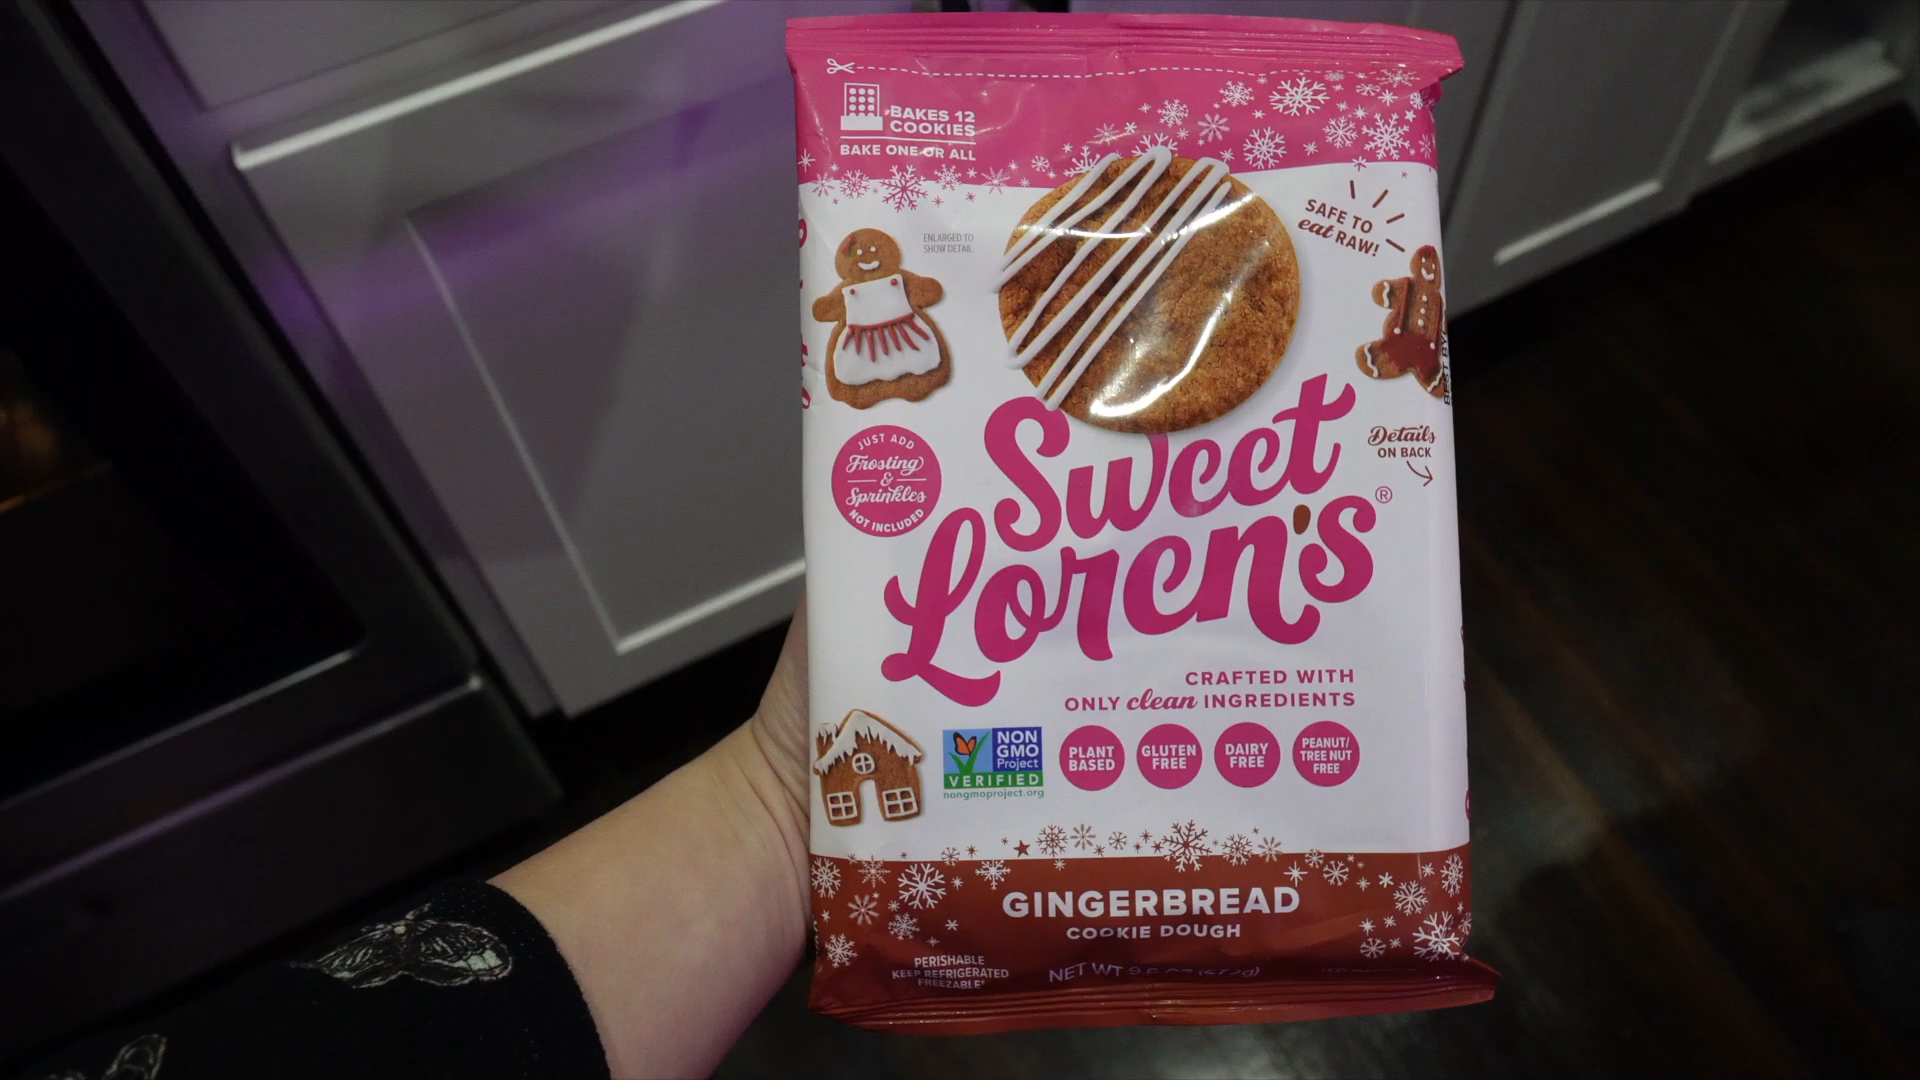 BAKES 12
COOKIES
BAKE ONE OR ALL
ENLARGED TO
SHOW DETAIL
SAFE TO
eat RAW!
JUST ADD
Frosting
&
Sprinkles
NOT INCLUDED
Details
ON BACK
Sweet
Loren's®
CRAFTED WITH
ONLY clean INGREDIENTS
NON
GMO
Project
VERIFIED
nongmoproject.org
PLANT
BASED
GLUTEN
FREE
DAIRY
FREE
PEANUT/
TREE NUT
FREE
GINGERBREAD
COOKIE DOUGH
PERISHABLE
KEEP REFRIGERATED
FREEZABLE*
NET WT
BEST BY